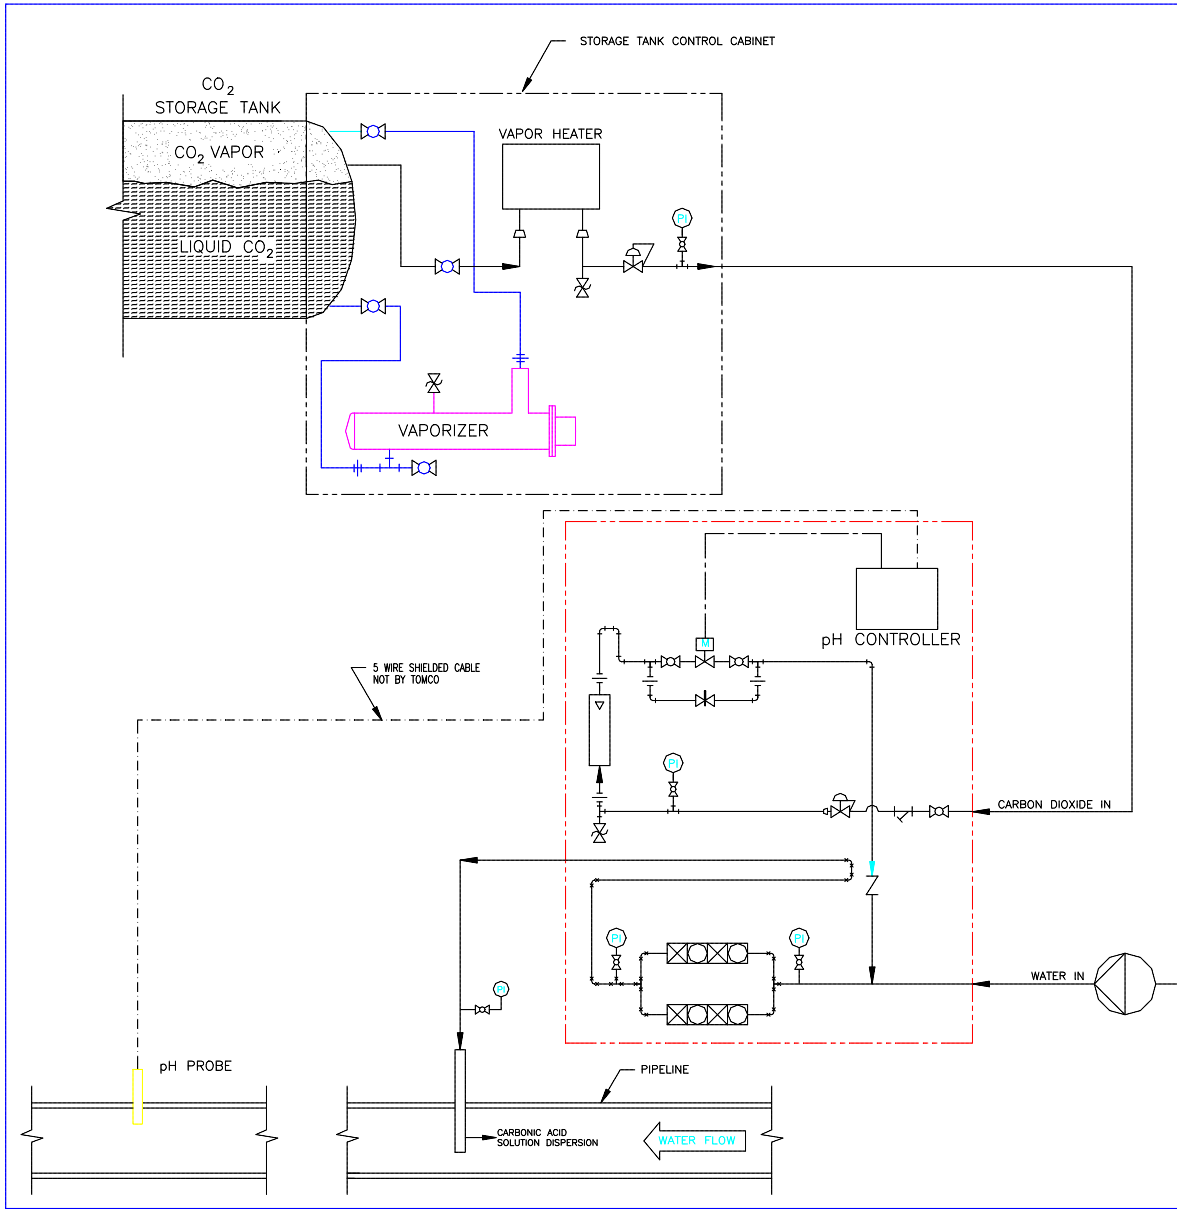 STORAGE TANK CONTROL CABINET
CO2
STORAGE TANK
CO2 VAPOR
VAPOR HEATER
PI
LIQUID CO2
VAPORIZER
pH CONTROLLER
M
5 WIRE SHIELDED CABLE
NOT BY TOMCO
PI
CARBON DIOXIDE IN
PI
PI
WATER IN
PI
pH PROBE
PIPELINE
CARBONIC ACID
SOLUTION DISPERSION
WATER FLOW